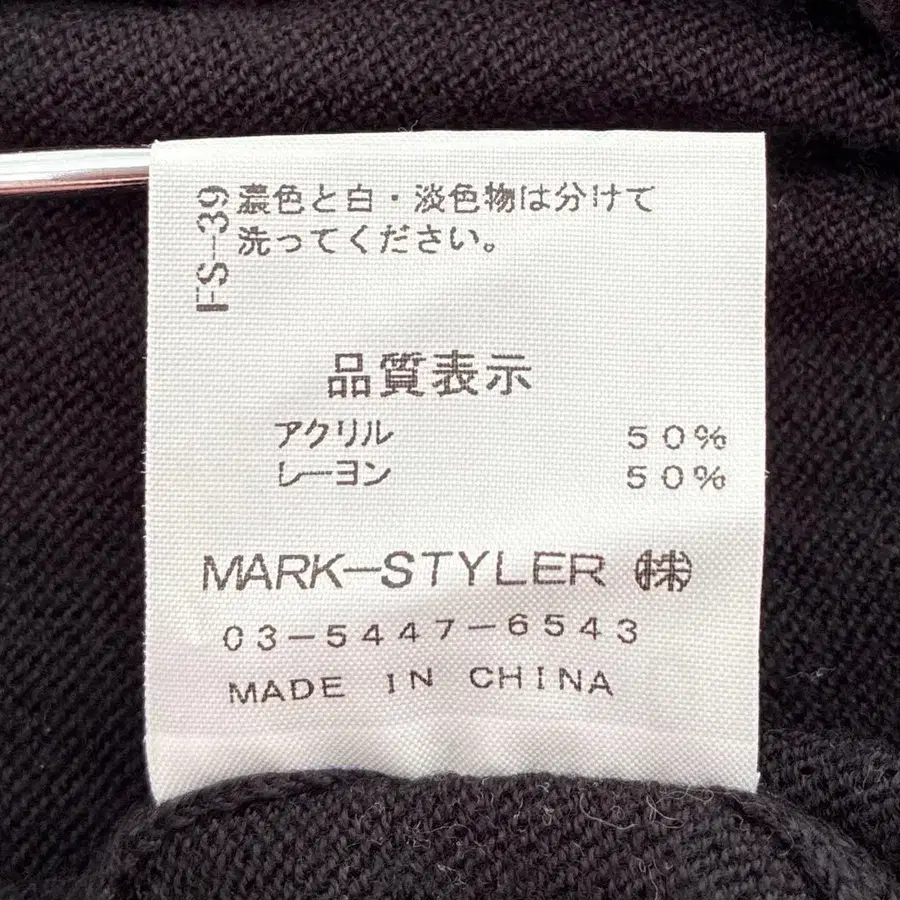 FS-39
濃色と白・淡色物は分けて
洗ってください。
品質表示
アクリル 50%
レーヨン 50%
MARK-STYLER ㈱
03-5447-6543
MADE IN CHINA